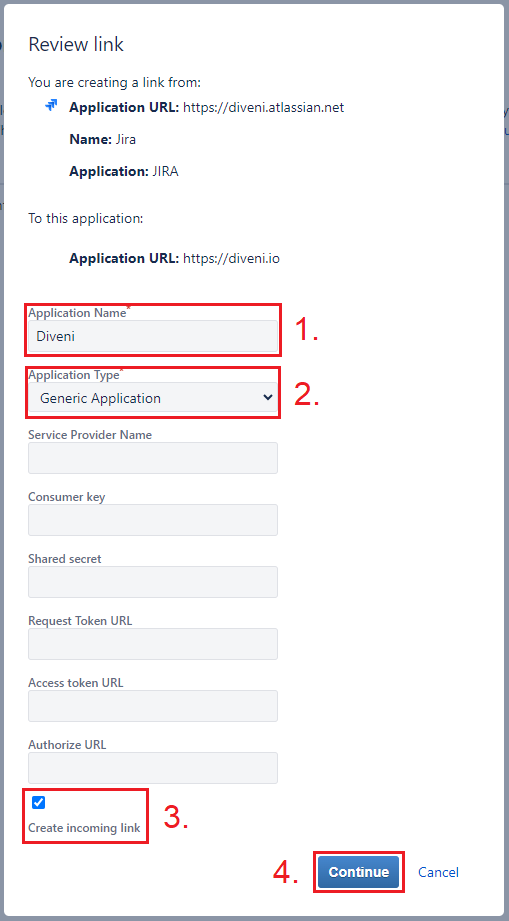 Review link
You are creating a link from:
Application URL: https://diveni.atlassian.net
Name: Jira
Application: JIRA
To this application:
Application URL: https://diveni.io
Application Name*
Diveni
1.
Application Type*
Generic Application
2.
Service Provider Name
Consumer key
Shared secret
Request Token URL
Access token URL
Authorize URL
Create incoming link
3.
4.
Continue
Cancel